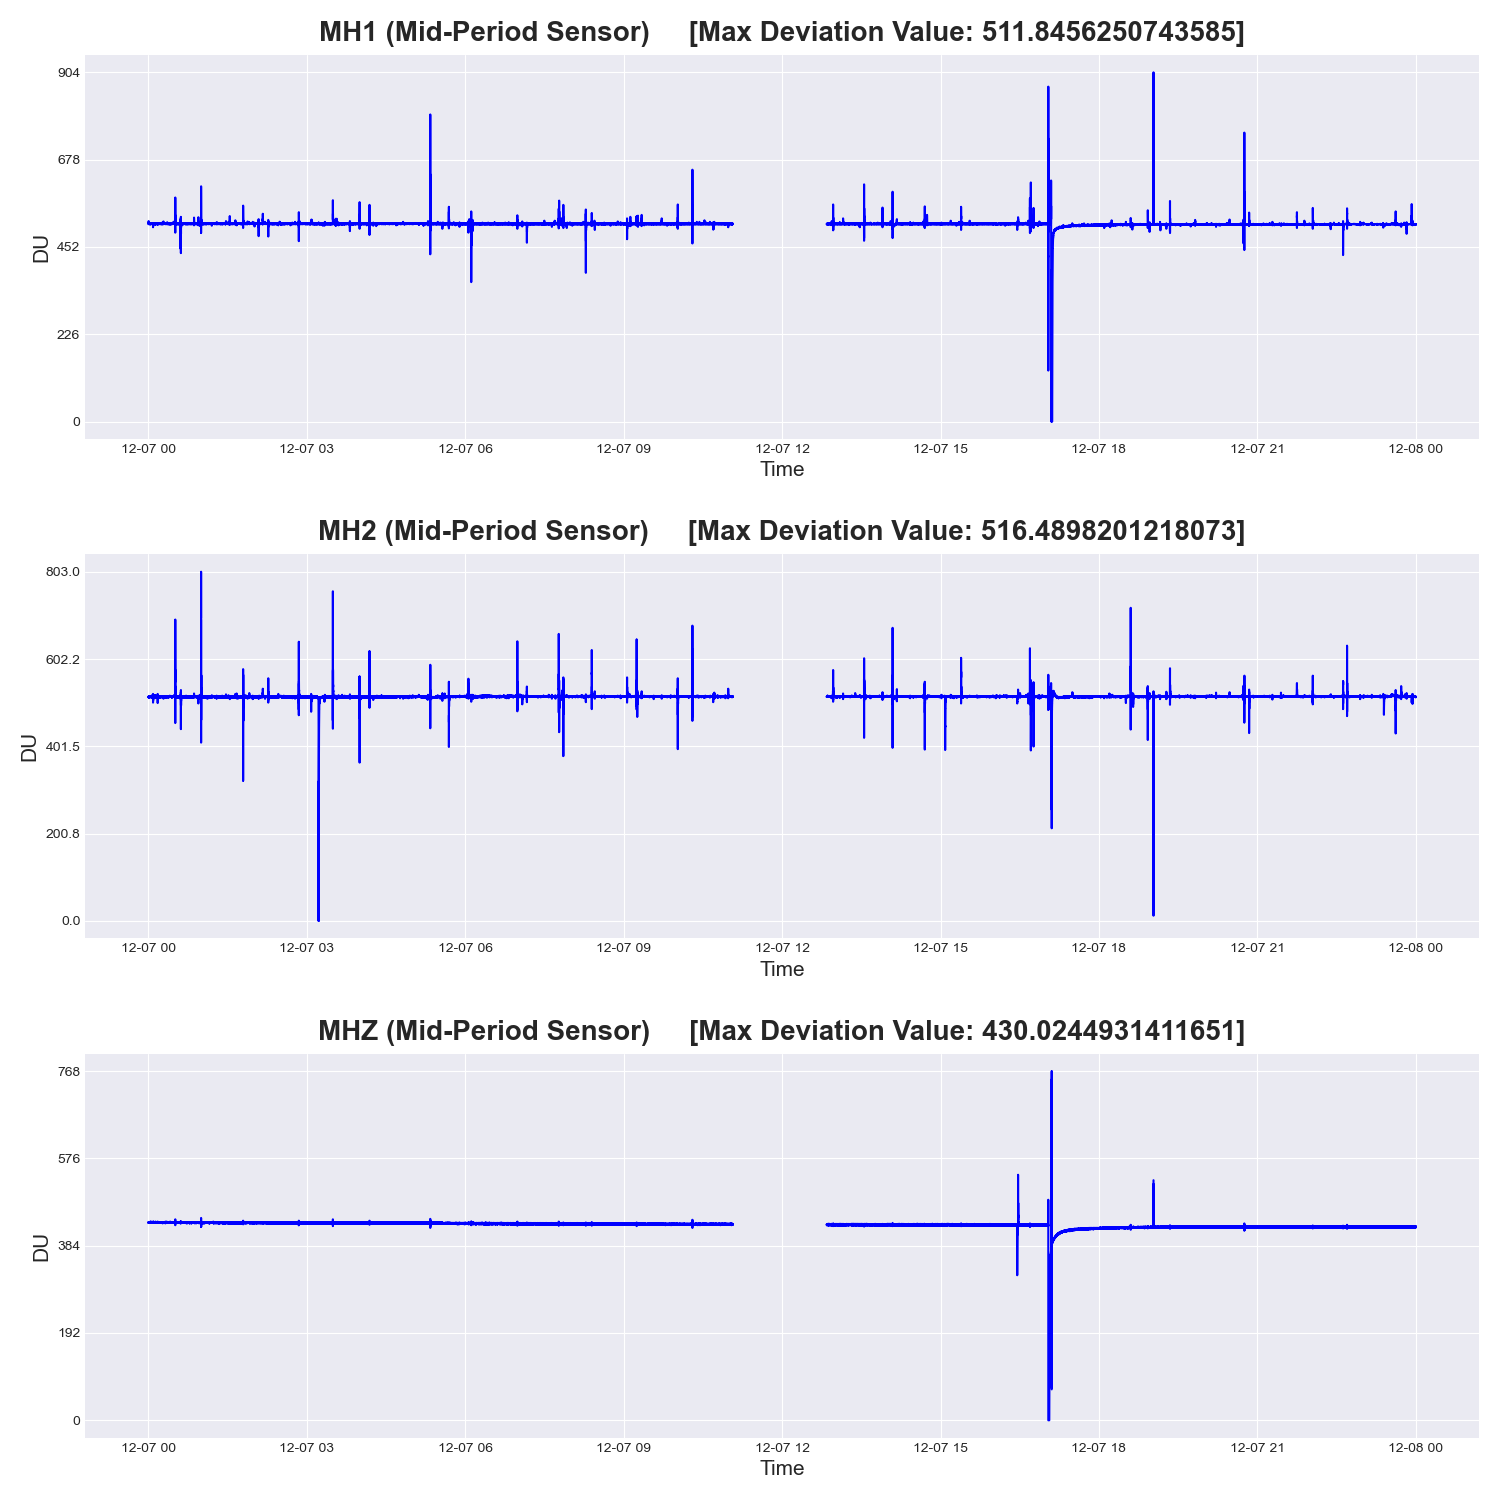 MH1 (Mid-Period Sensor) [Max Deviation Value: 511.8456250743585]
904
678
452
226
0
DU
12-07 00 12-07 03 12-07 06 12-07 09 12-07 12 12-07 15 12-07 18 12-07 21 12-08 00
Time
MH2 (Mid-Period Sensor) [Max Deviation Value: 516.4898201218073]
803.0
602.2
401.5
200.8
0.0
DU
12-07 00 12-07 03 12-07 06 12-07 09 12-07 12 12-07 15 12-07 18 12-07 21 12-08 00
Time
MHZ (Mid-Period Sensor) [Max Deviation Value: 430.0244931411651]
768
576
384
192
0
DU
12-07 00 12-07 03 12-07 06 12-07 09 12-07 12 12-07 15 12-07 18 12-07 21 12-08 00
Time